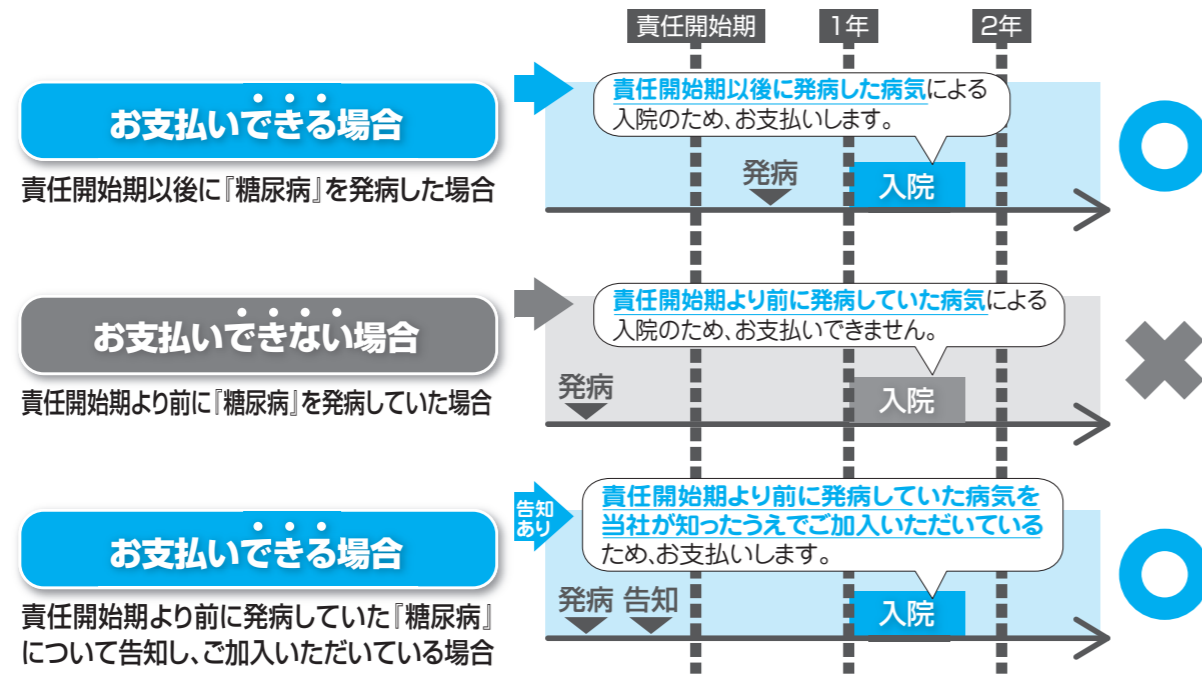 責任開始期
1年
2年
お支払いできる場合
責任開始期以後に『糖尿病』を発病した場合
責任開始期以後に発病した病気による
入院のため、お支払いします。
発病
入院
お支払いできない場合
責任開始期より前に『糖尿病』を発病していた場合
責任開始期より前に発病していた病気による
入院のため、お支払いできません。
発病
入院
お支払いできる場合
責任開始期より前に発病していた『糖尿病』
について告知し、ご加入いただいている場合
告知
あり
責任開始期より前に発病していた病気を
当社が知ったうえでご加入いただいている
ため、お支払いします。
発病
告知
入院